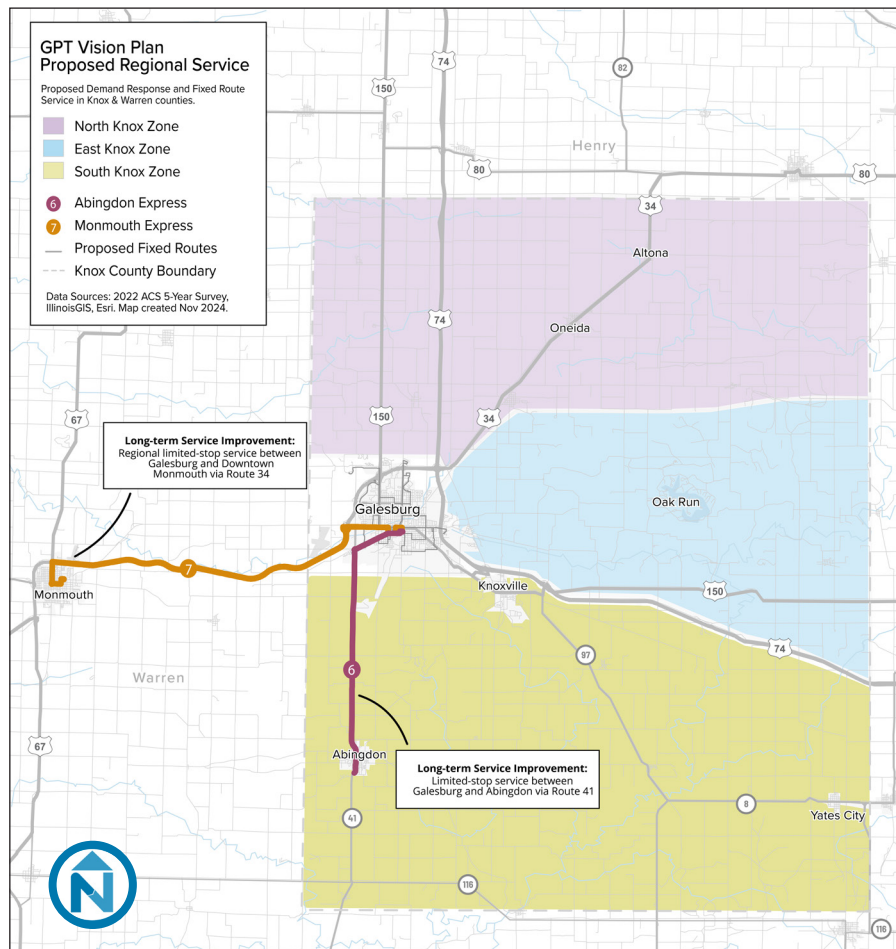 GPT Vision Plan
Proposed Regional Service
Proposed Demand Response and Fixed Route
Service in Knox & Warren counties.
North Knox Zone
East Knox Zone
South Knox Zone
6 Abingdon Express
7 Monmouth Express
Proposed Fixed Routes
Knox County Boundary
Data Sources: 2022 ACS 5-Year Survey,
IllinoisGIS, Esri. Map created Nov 2024.
74
82
150
Henry
80
80
34
Altona
74
Oneida
67
150
34
Long-term Service Improvement:
Regional limited-stop service between
Galesburg and Downtown
Monmouth via Route 34
Oak Run
Galesburg
7
Monmouth
Knoxville
150
74
97
Warren
6
67
Abingdon
Long-term Service Improvement:
Limited-stop service between
Galesburg and Abingdon via Route 41
8
Yates City
41
N
116
116